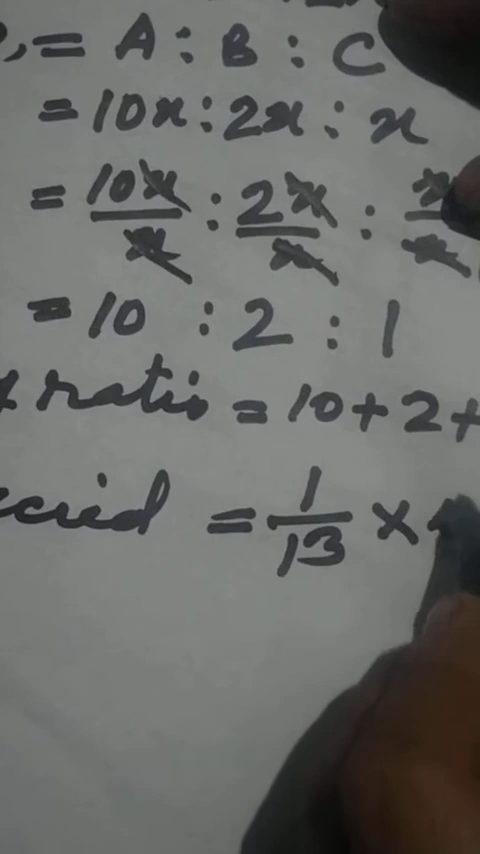 = A : B : C
= 10x : 2x : x
= 10x/x : 2x/x : x/x
= 10 : 2 : 1
ratio = 10 + 2 +
= 1/13 ×